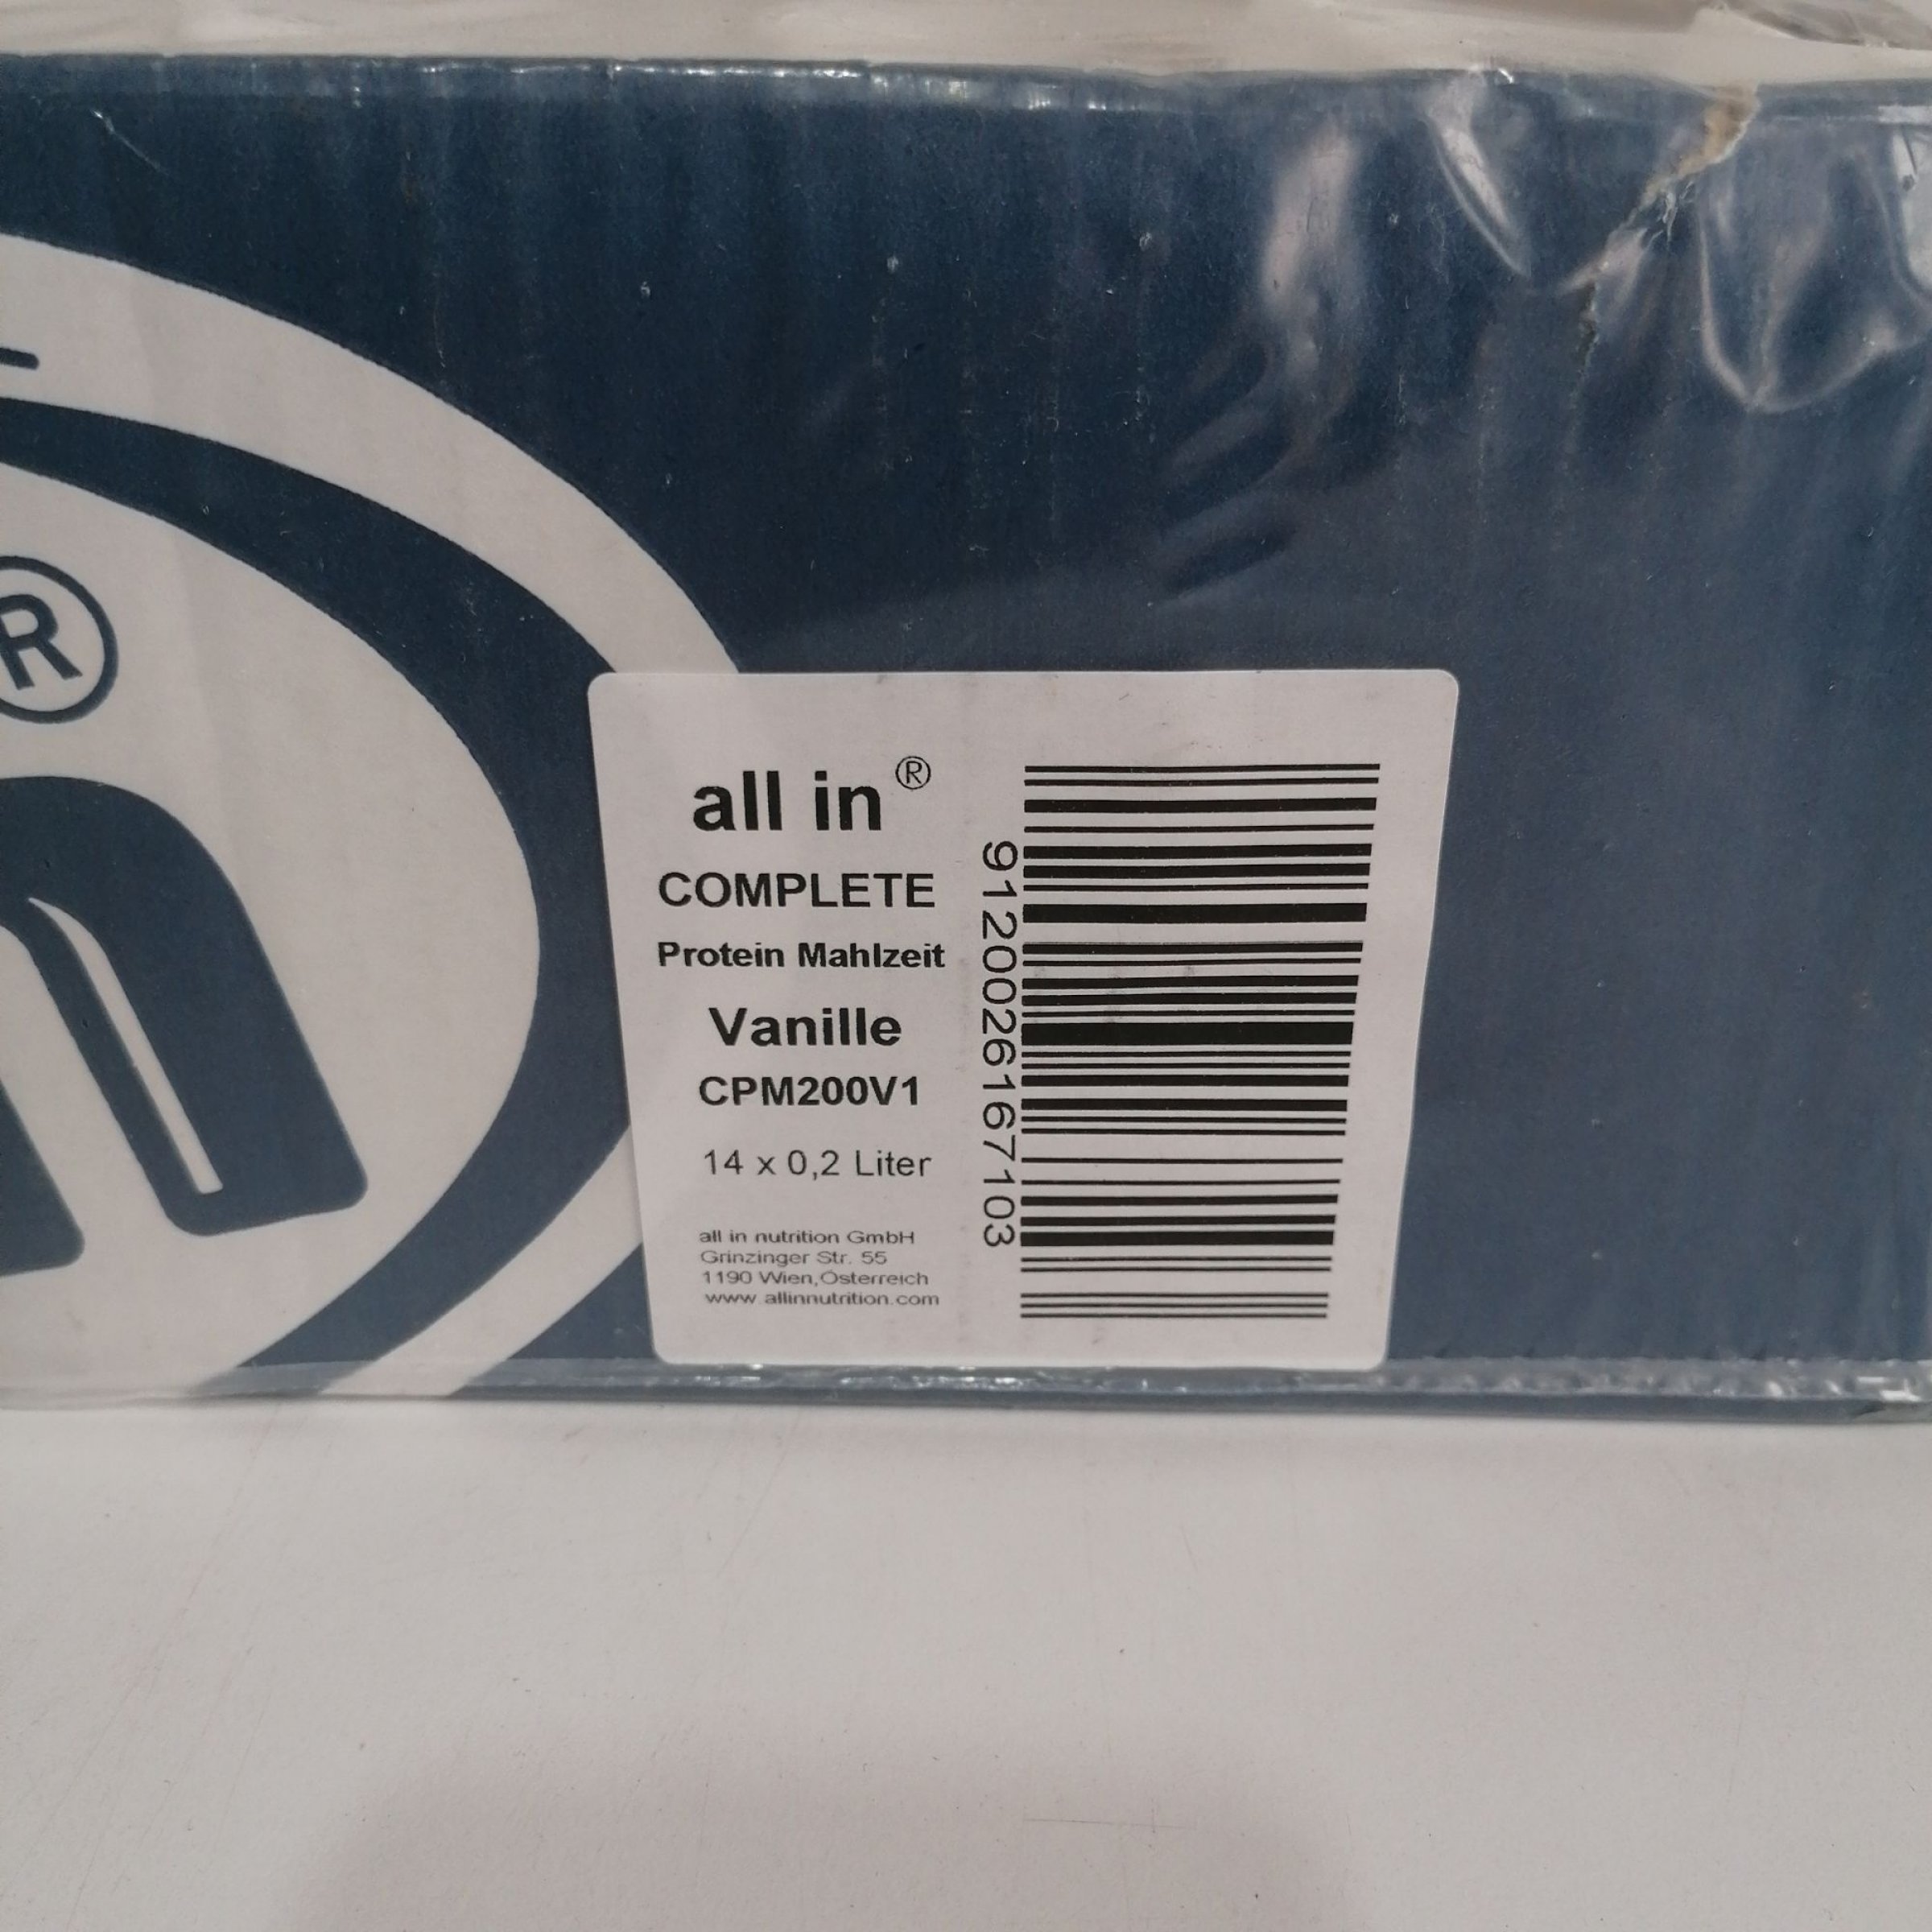 ®
n
all in®
COMPLETE
Protein Mahlzeit
Vanille
CPM200V1
14 x 0,2 Liter
all in nutrition GmbH
Grinzinger Str. 55
1190 Wien,Österreich
www.allinnutrition.com
9120026167103